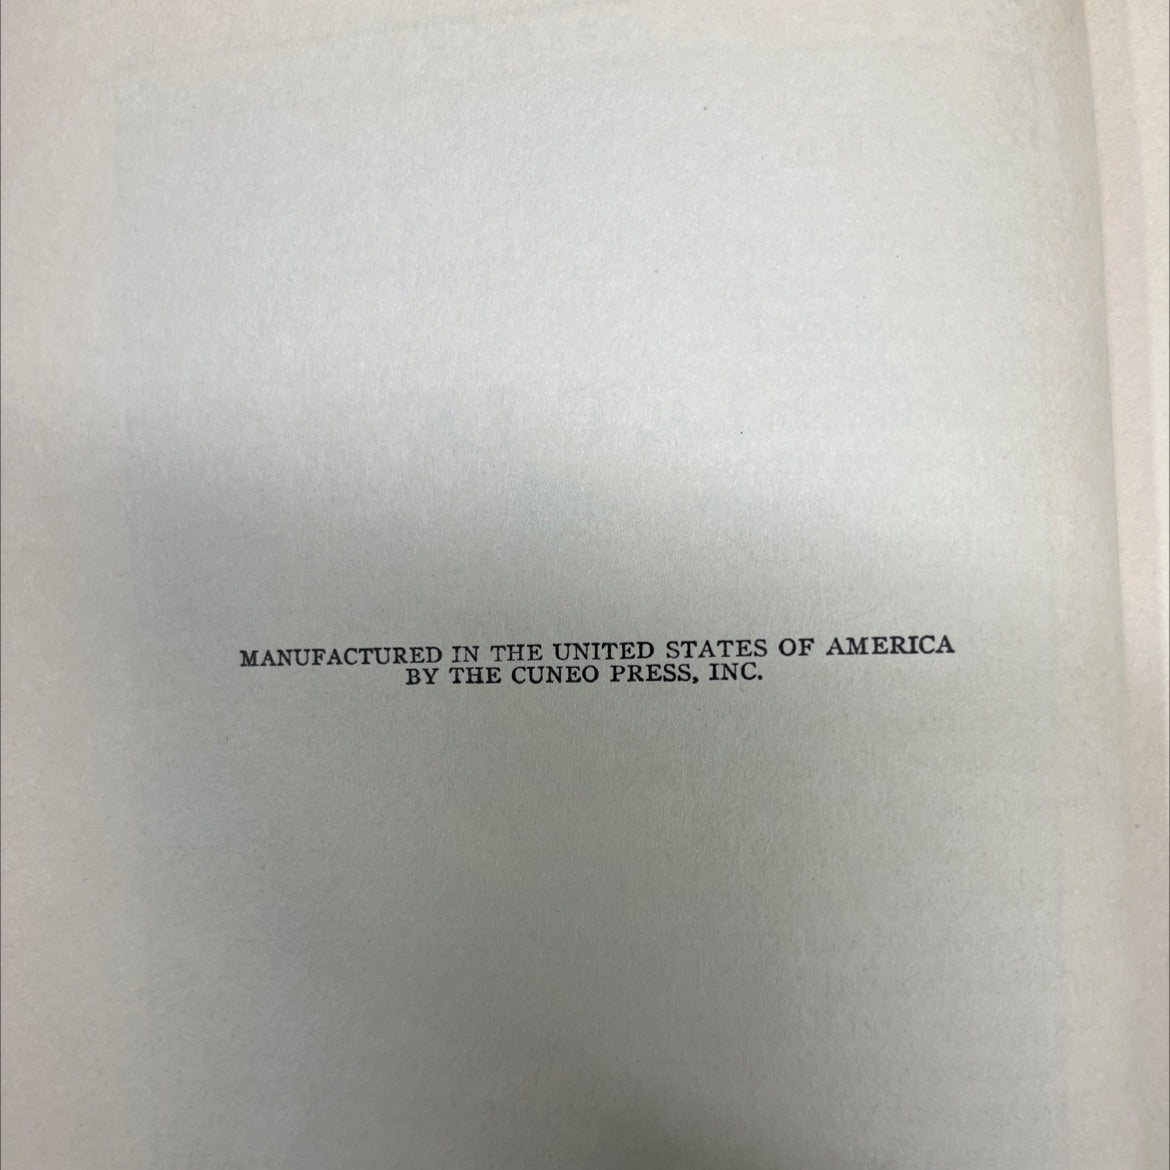 MANUFACTURED IN THE UNITED STATES OF AMERICA
BY THE CUNEO PRESS, INC.